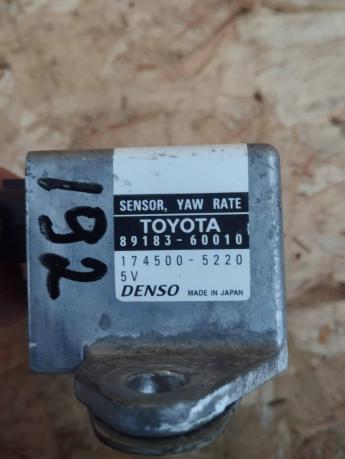 SENSOR, YAW RATE
TOYOTA
89183-60010
174500-5220
5V
DENSO MADE IN JAPAN
192